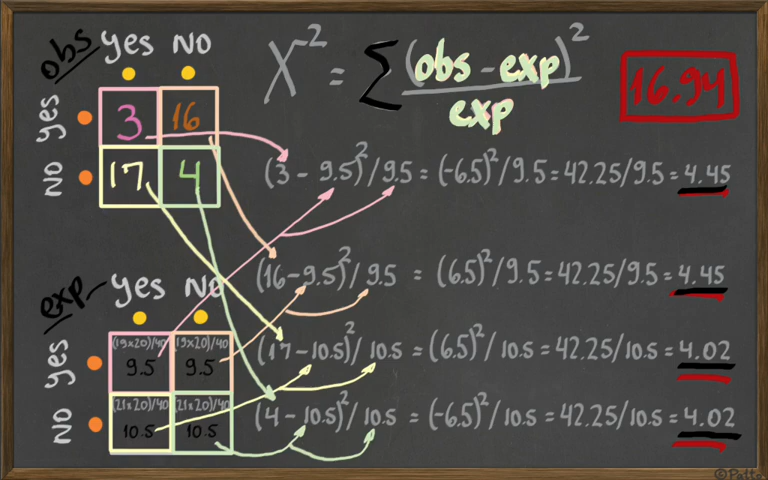 obs
Yes No
X² = Σ (obs - exp)² / exp
16.94
Yes 3 16
No 17 4
(3 - 9.5)²/9.5 = (-6.5)²/9.5 = 42.25/9.5 = 4.45
(16-9.5)²/9.5 = (6.5)²/9.5 = 42.25/9.5 = 4.45
(17-10.5)²/10.5 = (6.5)²/10.5 = 42.25/10.5 = 4.02
(4-10.5)²/10.5 = (-6.5)²/10.5 = 42.25/10.5 = 4.02
exp
Yes No
Yes (19x20)/40 (19x20)/40
9.5 9.5
No (21x20)/40 (21x20)/40
10.5 10.5